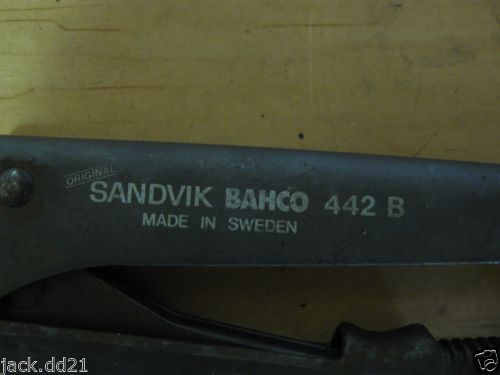 ORIGINAL
SANDVIK BAHCO 442 B
MADE IN SWEDEN
jack.dd21